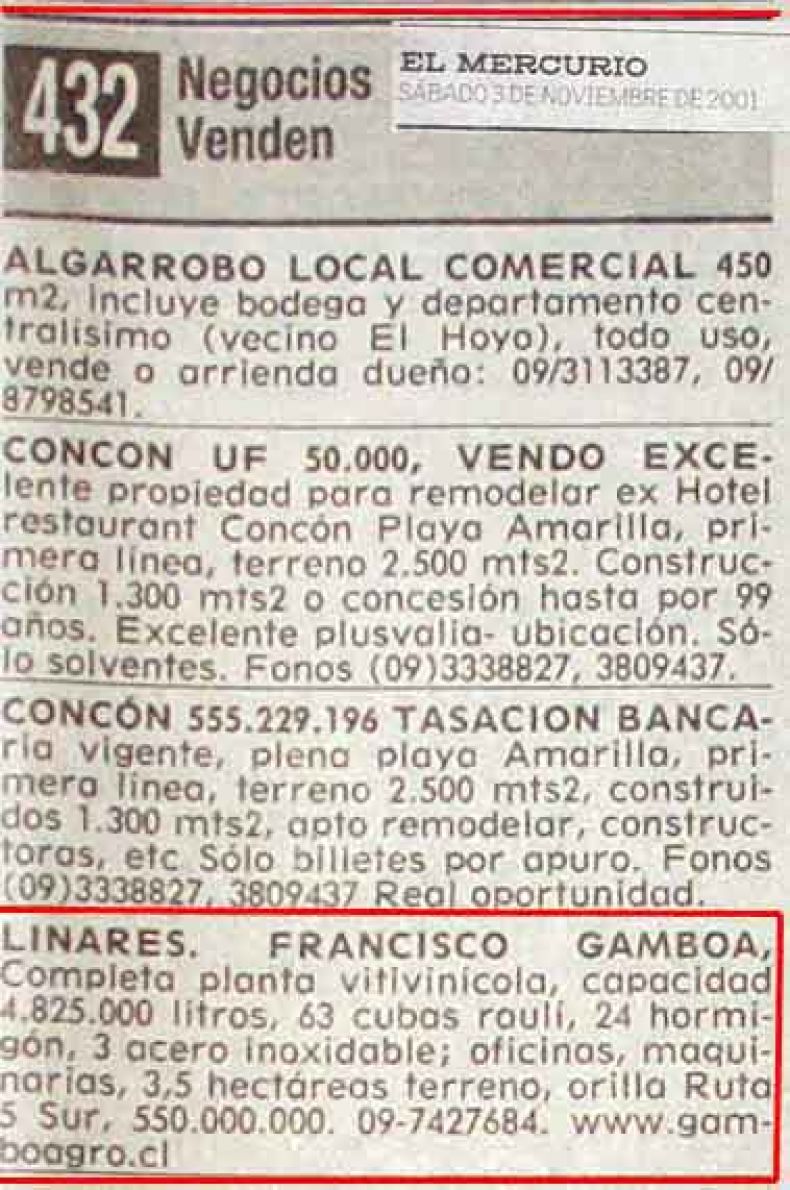 432 Negocios
Venden
EL MERCURIO
SÁBADO 3 DE NOVIEMBRE DE 2001
ALGARROBO LOCAL COMERCIAL 450
m2, incluye bodega y departamento cen-
tralisimo (vecino El Hoyo), todo uso,
vende o arrienda dueño: 09/3113387, 09/
8798541.
CONCON UF 50.000, VENDO EXCE-
lente propiedad para remodelar ex Hotel
restaurant Concón Playa Amarilla, pri-
mera línea, terreno 2.500 mts2. Construc-
ción 1.300 mts2 o concesión hasta por 99
años. Excelente plusvalia- ubicación. Só-
lo solventes. Fonos (09)3338827, 3809437.
CONCÓN 555.229.196 TASACION BANCA-
ria vigente, plena playa Amarilla, pri-
mera línea, terreno 2.500 mts2, construi-
dos 1.300 mts2, apto remodelar, construc-
toras, etc Sólo billetes por apuro. Fonos
(09)3338827, 3809437 Real oportunidad.
LINARES. FRANCISCO GAMBOA,
Completa planta vitivinícola, capacidad
4.825.000 litros, 63 cubas raulí, 24 hormi-
gón, 3 acero inoxidable; oficinas, maqui-
narias, 3,5 hectáreas terreno, orilla Ruta
5 Sur, 550.000.000. 09-7427684. www.gam-
boagro.cl